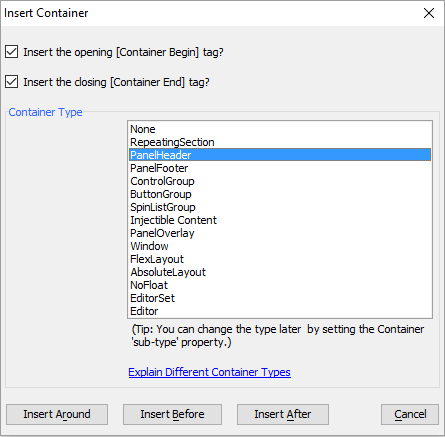 Insert Container
Insert the opening [Container Begin] tag?
Insert the closing [Container End] tag?
Container Type
None
RepeatingSection
PanelHeader
PanelFooter
ControlGroup
ButtonGroup
SpinListGroup
Injectible Content
PanelOverlay
Window
FlexLayout
AbsoluteLayout
NoFloat
EditorSet
Editor
(Tip: You can change the type later by setting the Container
'sub-type' property.)
Explain Different Container Types
Insert Around Insert Before Insert After Cancel